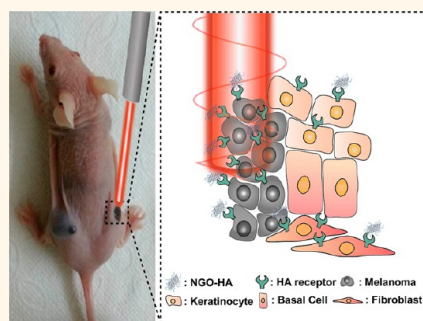 : NGO-HA : HA receptor : Melanoma
: Keratinocyte : Basal Cell : Fibroblast